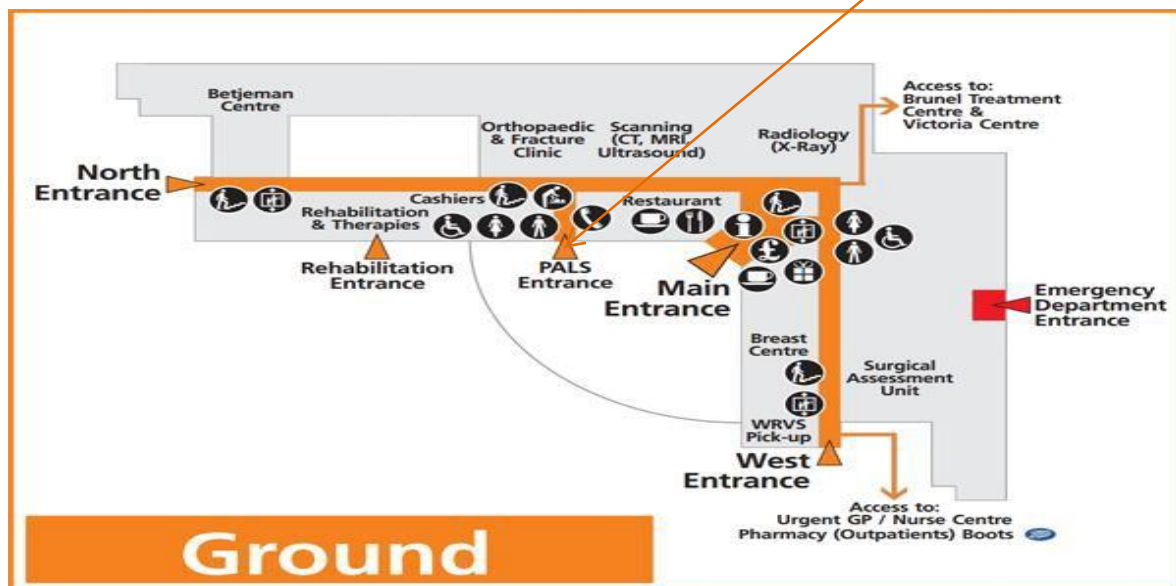 Betjeman
Centre
Orthopaedic
& Fracture
Clinic
Scanning
(CT, MRI,
Ultrasound)
Radiology
(X-Ray)
Access to:
Brunel Treatment
Centre &
Victoria Centre
North
Entrance
Cashiers
Restaurant
Rehabilitation
& Therapies
i
£
Rehabilitation
Entrance
PALS
Entrance
Main
Entrance
Emergency
Department
Entrance
Breast
Centre
Surgical
Assessment
Unit
WRVS
Pick-up
West
Entrance
Access to:
Urgent GP / Nurse Centre
Pharmacy (Outpatients) Boots
Ground